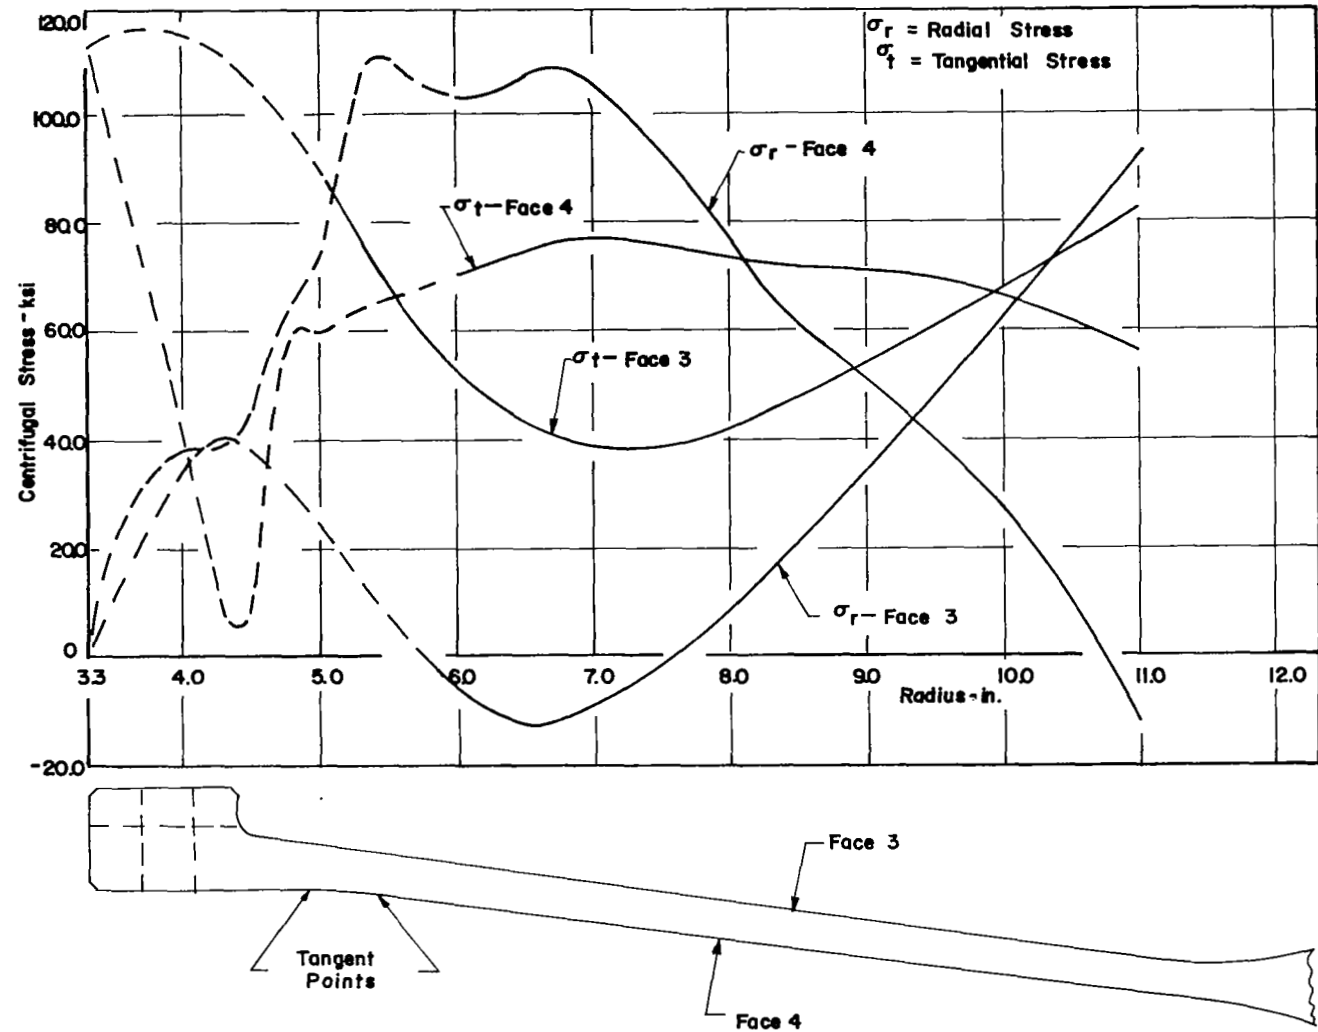 120.0
100.0
80.0
60.0
40.0
20.0
0
-20.0
Centrifugal Stress - ksi
σr = Radial Stress
σt = Tangential Stress
σr - Face 4
σt - Face 4
σt - Face 3
σr - Face 3
3.3 4.0 5.0 6.0 7.0 8.0 9.0 10.0 11.0 12.0
Radius - in.
Face 3
Tangent
Points
Face 4